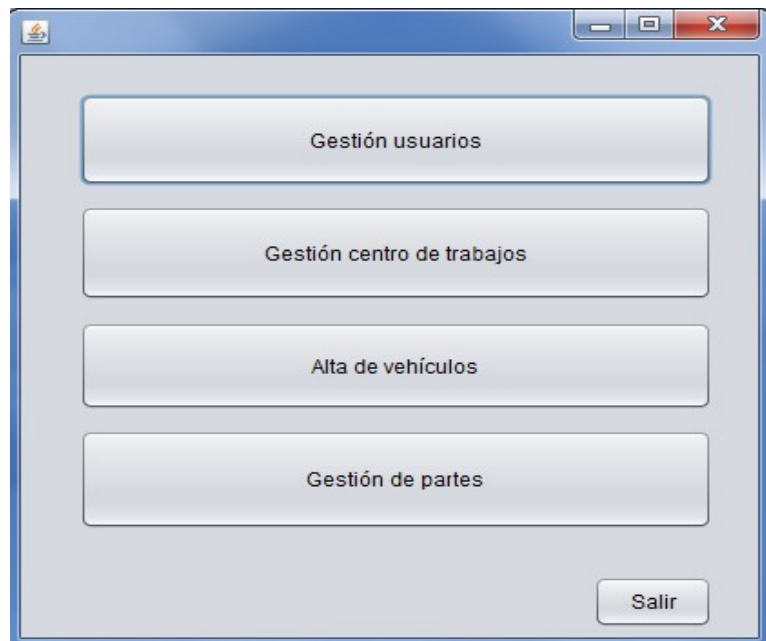 Gestión usuarios
Gestión centro de trabajos
Alta de vehículos
Gestión de partes
Salir